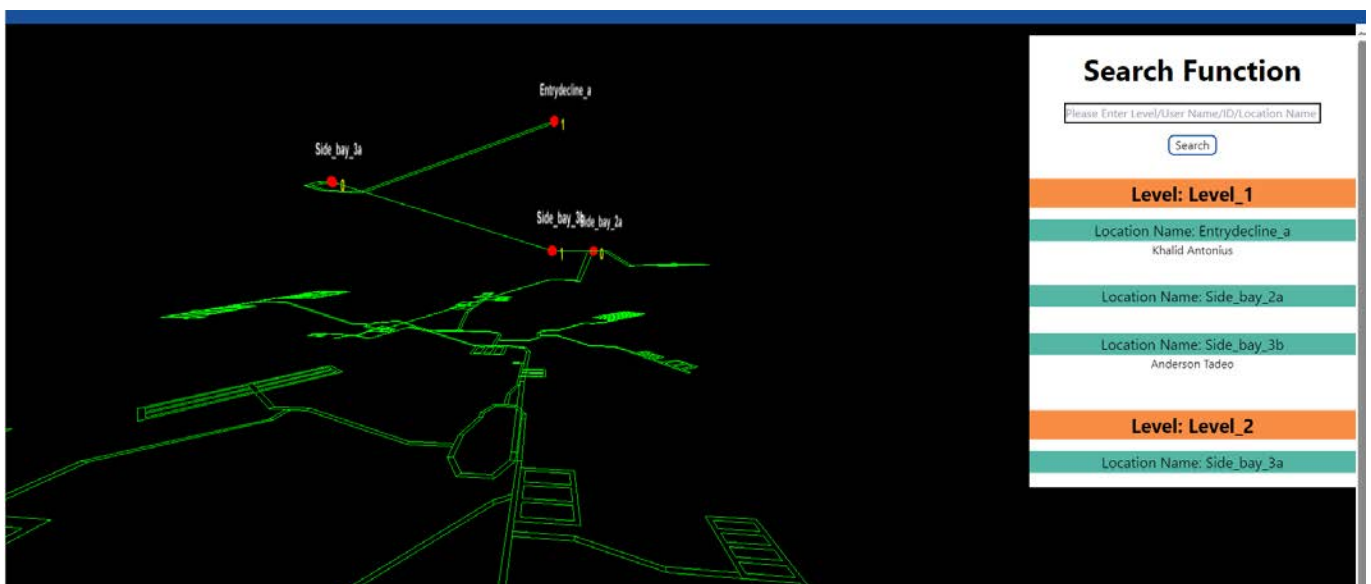 Entrydecline_a
1
Side_bay_3a
0
Side_bay_3b
Side_bay_2a
1
0
Search Function
Please Enter Level/User Name/ID/Location Name
Search
Level: Level_1
Location Name: Entrydecline_a
Khalid Antonius
Location Name: Side_bay_2a
Location Name: Side_bay_3b
Anderson Tadeo
Level: Level_2
Location Name: Side_bay_3a